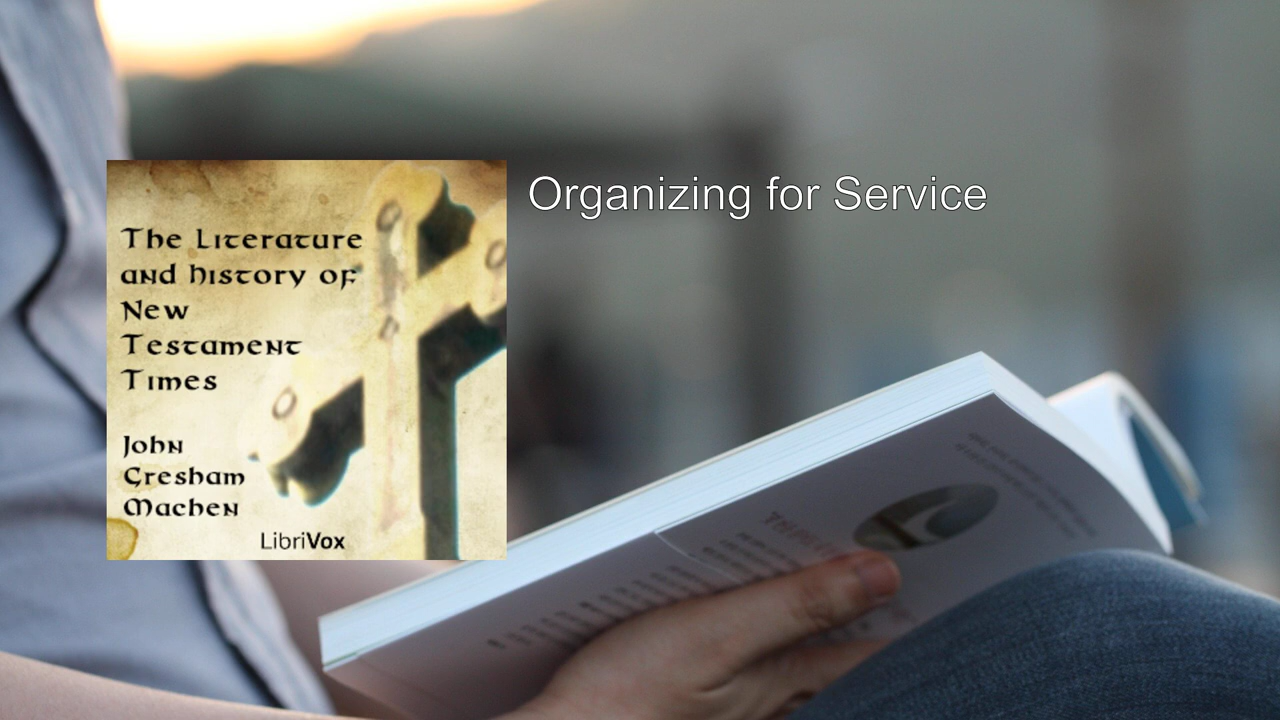 The Literature
and History of
New
Testament
Times
John
Gresham
Machen
LibriVox
Organizing for Service